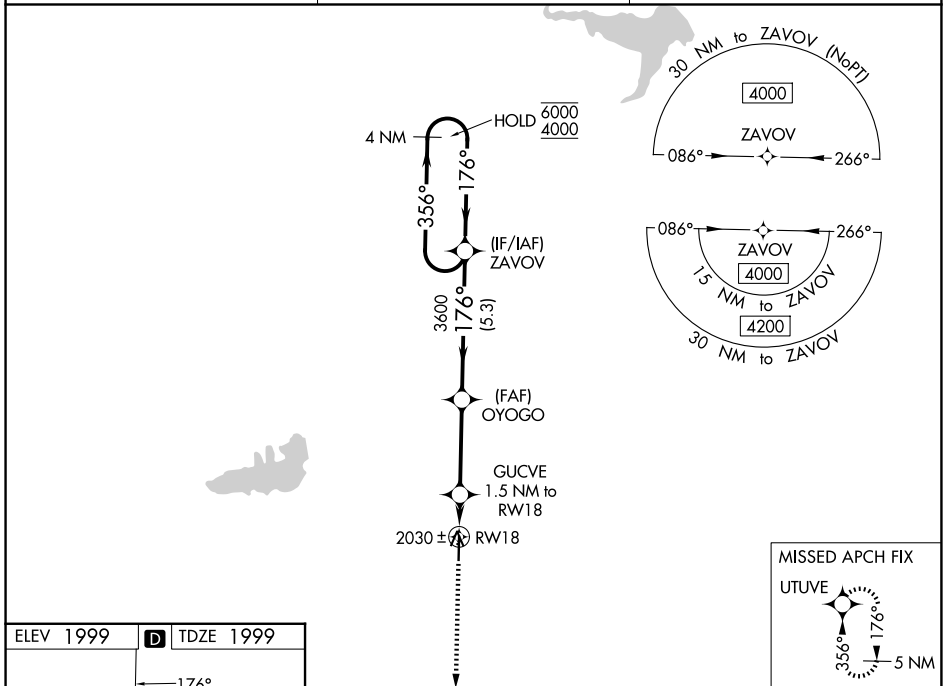 30 NM to ZAVOV (NoPT)
4000
ZAVOV
086°
266°
HOLD 6000
4000
4 NM
356°
176°
(IF/IAF)
ZAVOV
3600
176°
(5.3)
086°
266°
ZAVOV
4000
15 NM to ZAVOV
4200
30 NM to ZAVOV
(FAF)
OYOGO
GUCVE
1.5 NM to
RW18
2030 ± RW18
MISSED APCH FIX
UTUVE
356°
176°
5 NM
ELEV 1999 D TDZE 1999
176°